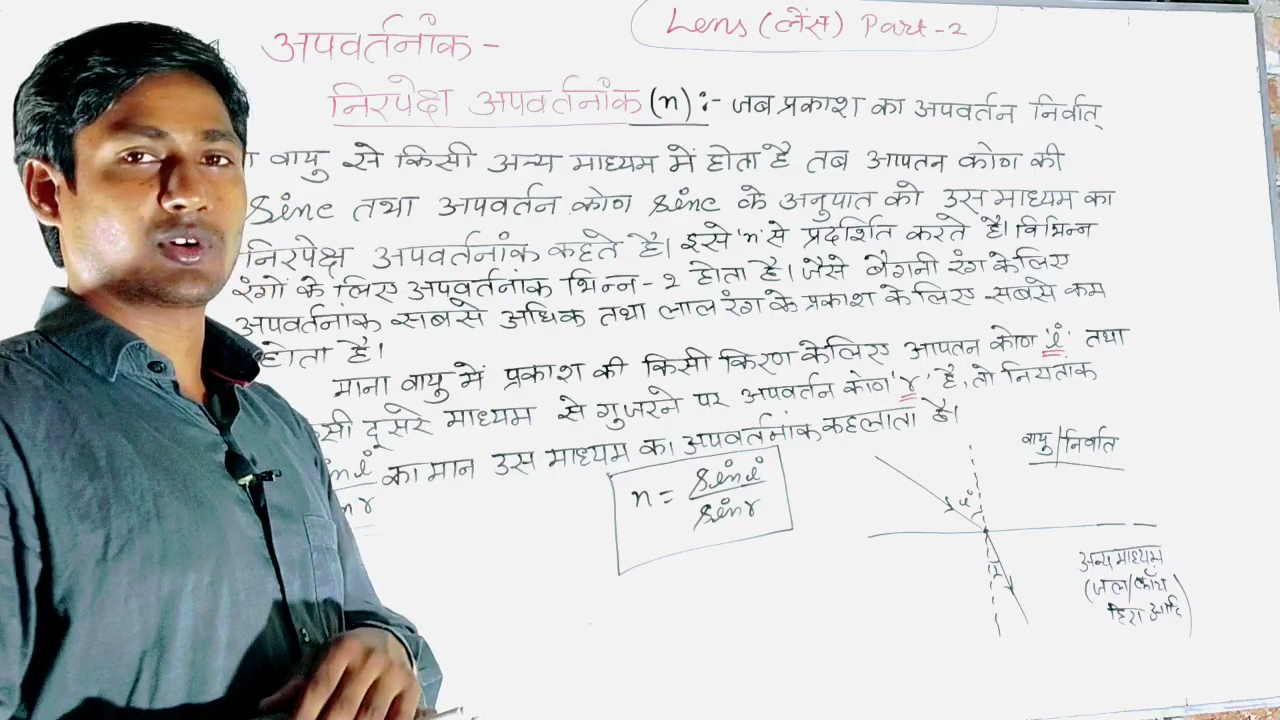 Lens (लेंस) Part-2
अपवर्तनांक -
निरपेक्ष अपवर्तनांक (n) :- जब प्रकाश का अपवर्तन निर्वात्
वायु से किसी अन्य माध्यम में होता है तब आपतन कोण की
sine तथा अपवर्तन कोण sine के अनुपात को उस माध्यम का
निरपेक्ष अपवर्तनांक कहते है। इसे 'n' से प्रदर्शित करते है। विभिन्न
रंगों के लिए अपवर्तनांक भिन्न-2 होता है। जैसे बैगनी रंग के लिए
अपवर्तनांक सबसे अधिक तथा लाल रंग के प्रकाश के लिए सबसे कम
होता है।
माना वायु में प्रकाश की किसी किरण के लिए आपतन कोण 'i' तथा
सी दूसरे माध्यम से गुजरने पर अपवर्तन कोण 'r' है, तो नियतांक
in i / in r का मान उस माध्यम का अपवर्तनांक कहलाता है।
n = sin i / sin r
वायु/निर्वात
i
r
अन्य माध्यम
(जल/काँच
हिरा आदि)